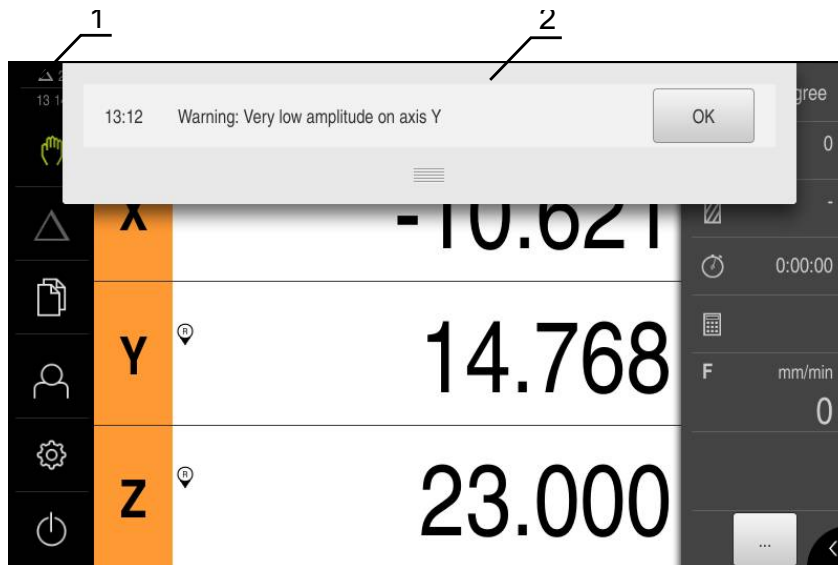 1
2
13:12 Warning: Very low amplitude on axis Y OK
X -10.621
-
0:00:00
Y R 14.768
F mm/min
0
0
Z R 23.000
...